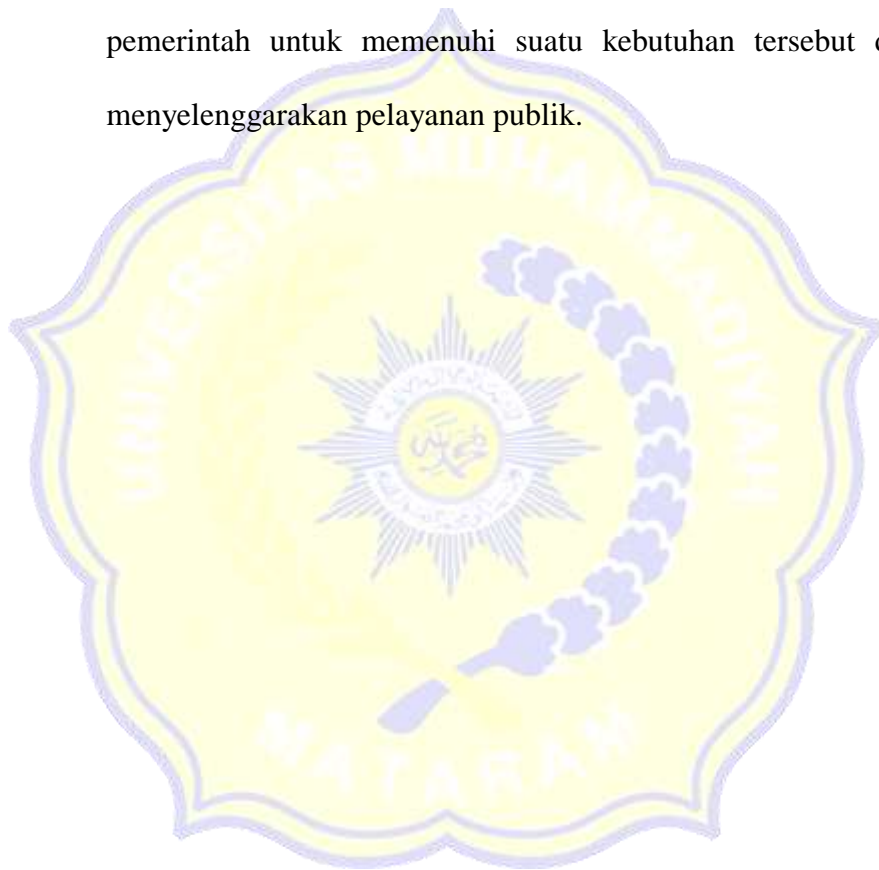 pemerintah untuk memenuhi suatu kebutuhan tersebut
menyelenggarakan pelayanan publik.
UNIVERSITAS MUHAMMADIYAH
MATARAM